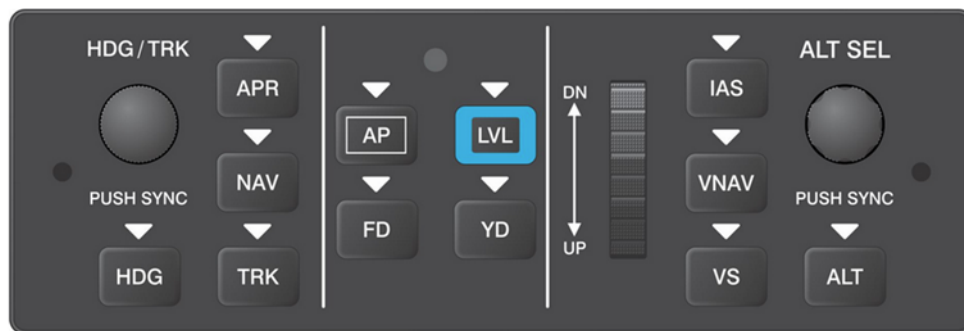 HDG / TRK
APR
NAV
PUSH SYNC
HDG
TRK
AP
LVL
FD
YD
DN
UP
IAS
ALT SEL
VNAV
PUSH SYNC
VS
ALT